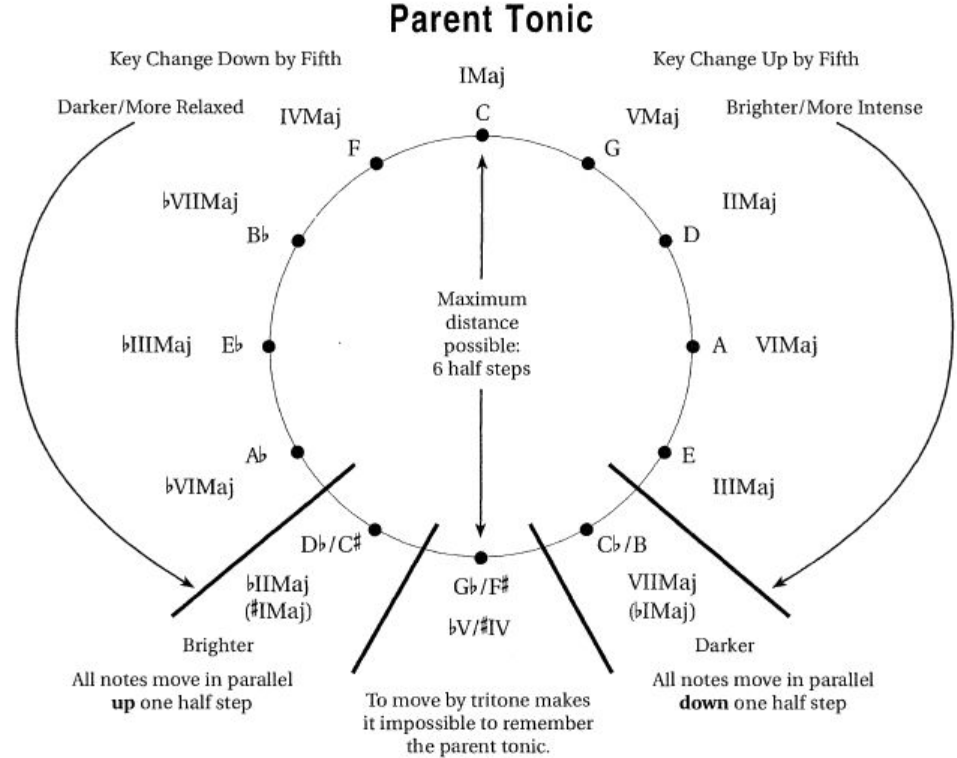 Parent Tonic
Key Change Down by Fifth
Key Change Up by Fifth
IMaj
Darker/More Relaxed
Brighter/More Intense
IVMaj
C
VMaj
F
G
♭VIIMaj
IIMaj
B♭
D
Maximum
distance
possible:
6 half steps
♭IIIMaj
E♭
A
VIMaj
A♭
E
♭VIMaj
IIIMaj
D♭/C♯
C♭/B
♭IIMaj
(♯IMaj)
G♭/F♯
♭V/♯IV
VIIMaj
(♭IMaj)
Brighter
All notes move in parallel
up one half step
To move by tritone makes
it impossible to remember
the parent tonic.
Darker
All notes move in parallel
down one half step